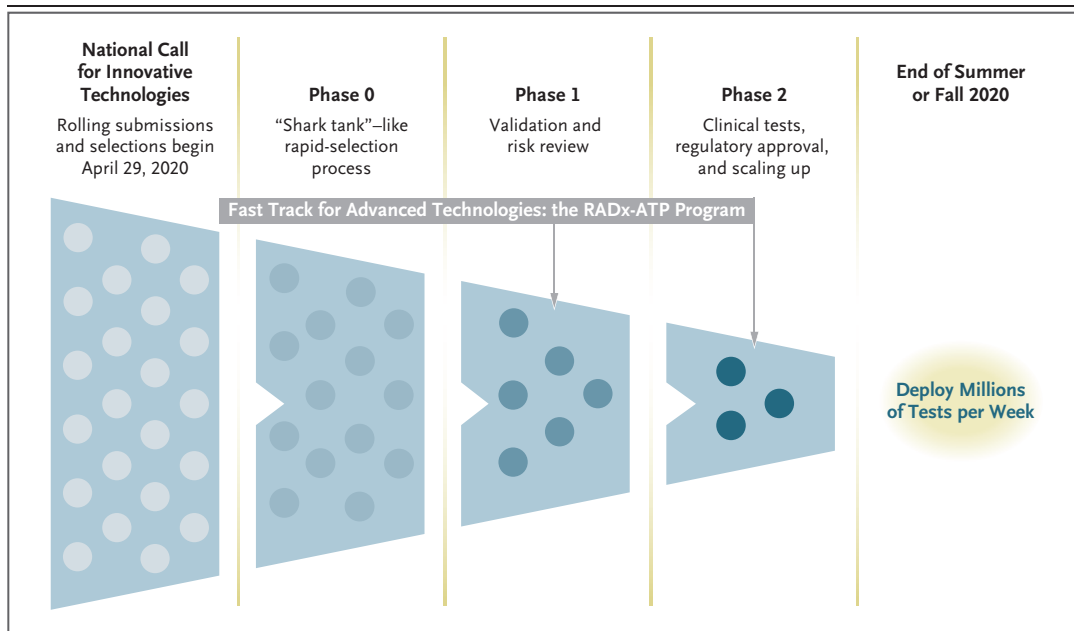 National Call
for Innovative
Technologies
Rolling submissions
and selections begin
April 29, 2020
Phase 0
“Shark tank”–like
rapid-selection
process
Phase 1
Validation and
risk review
Phase 2
Clinical tests,
regulatory approval,
and scaling up
End of Summer
or Fall 2020
Fast Track for Advanced Technologies: the RADx-ATP Program
Deploy Millions
of Tests per Week